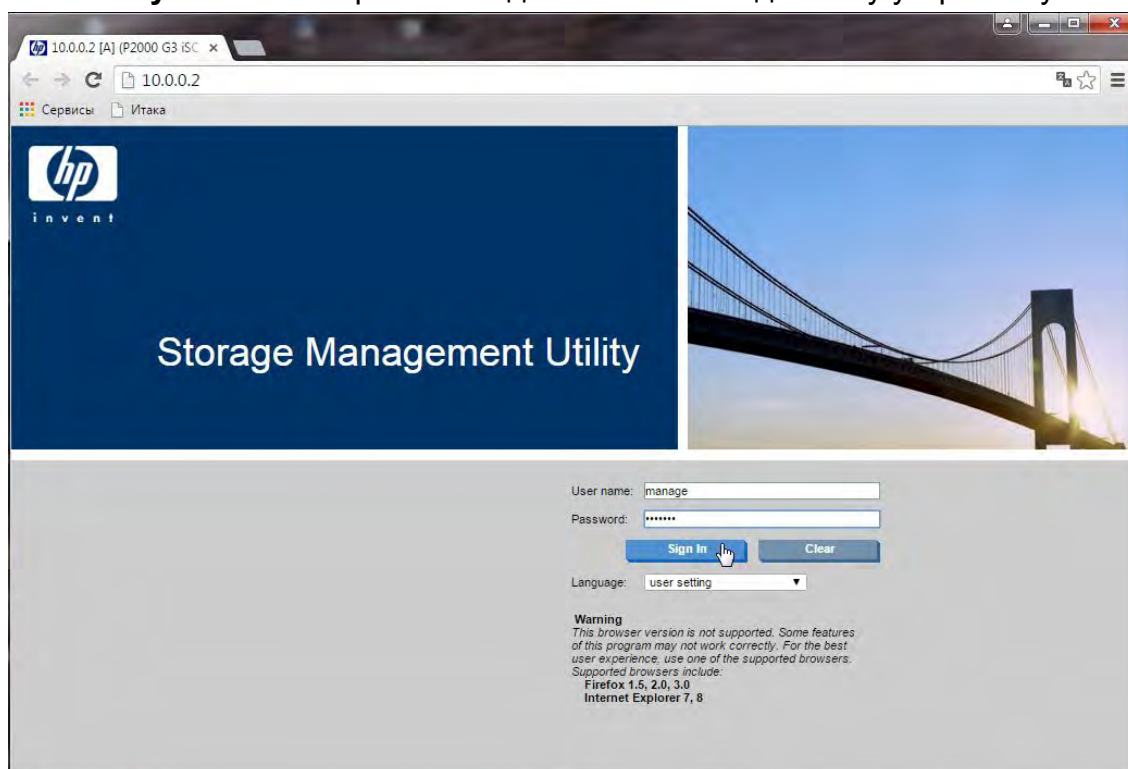 10.0.0.2 [A] (P2000 G3 iSC
10.0.0.2
Сервисы Итака
hp
invent
Storage Management Utility
User name: manage
Password: •••••••
Sign In Clear
Language: user setting
Warning
This browser version is not supported. Some features
of this program may not work correctly. For the best
user experience, use one of the supported browsers.
Supported browsers include:
Firefox 1.5, 2.0, 3.0
Internet Explorer 7, 8